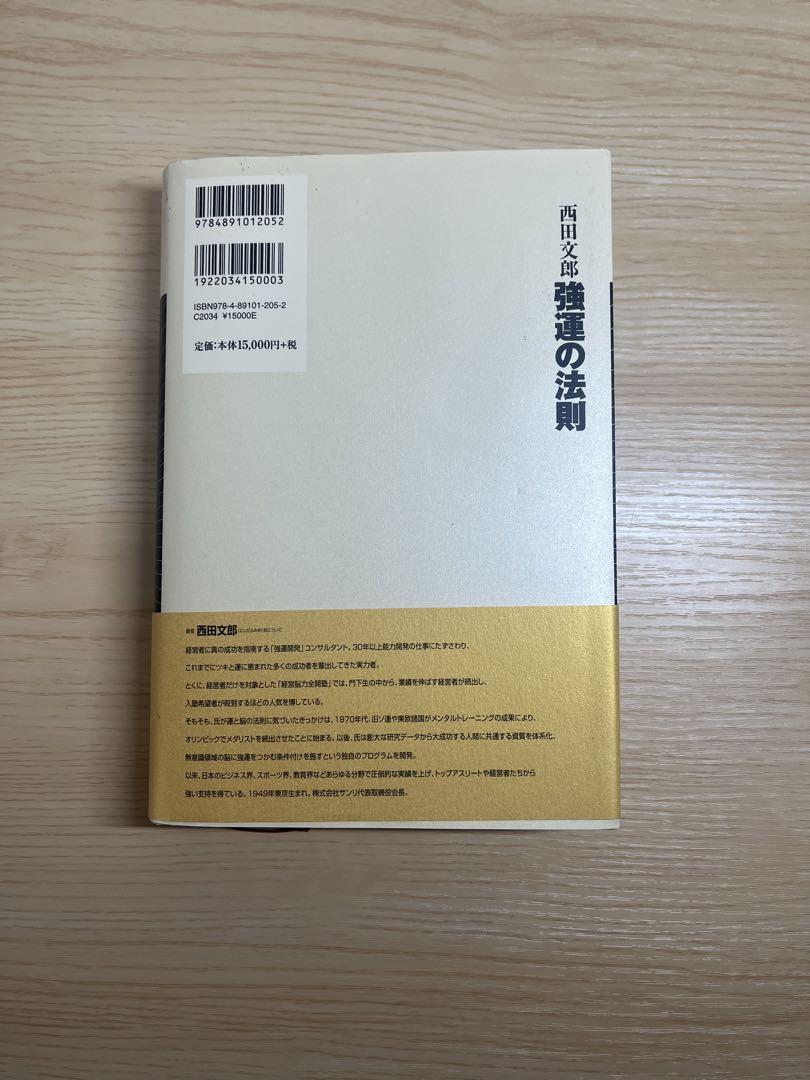 9784891012052
1922034150003
ISBN978-4-89101-205-2
C2034 ¥15000E
定価:本体15,000円+税
西田文郎
強運の法則
著者 西田文郎(にしだふみお)氏について
経営者に真の成功を指南する「強運開発」コンサルタント。30年以上能力開発の仕事にたずさわり、
これまでにツキと運に恵まれた多くの成功者を輩出してきた実力者。
とくに、経営者だけを対象とした「経営脳力全開塾」では、門下生の中から、業績を伸ばす経営者が続出し、
入塾希望者が殺到するほどの人気を博している。
そもそも、氏が運と脳の法則に気づいたきっかけは、1970年代、旧ソ連や東欧諸国がメンタルトレーニングの成果により、
オリンピックでメダリストを続出させたことに始まる。以後、氏は膨大な研究データから大成功する人間に共通する資質を体系化、
無意識領域の脳に強運をつかむ条件付けを施すという独自のプログラムを開発。
以来、日本のビジネス界、スポーツ界、教育界などあらゆる分野で圧倒的な実績を上げ、トップアスリートや経営者たちから
強い支持を得ている。1949年東京生まれ。株式会社サンリ代表取締役会長。